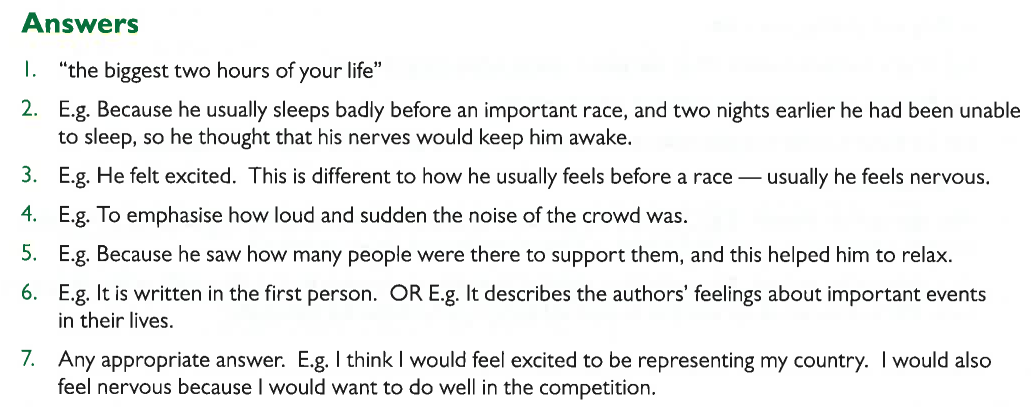 Answers
1. “the biggest two hours of your life”
2. E.g. Because he usually sleeps badly before an important race, and two nights earlier he had been unable
to sleep, so he thought that his nerves would keep him awake.
3. E.g. He felt excited.  This is different to how he usually feels before a race — usually he feels nervous.
4. E.g. To emphasise how loud and sudden the noise of the crowd was.
5. E.g. Because he saw how many people were there to support them, and this helped him to relax.
6. E.g. It is written in the first person.  OR E.g. It describes the authors’ feelings about important events
in their lives.
7. Any appropriate answer.  E.g. I think I would feel excited to be representing my country.  I would also
feel nervous because I would want to do well in the competition.